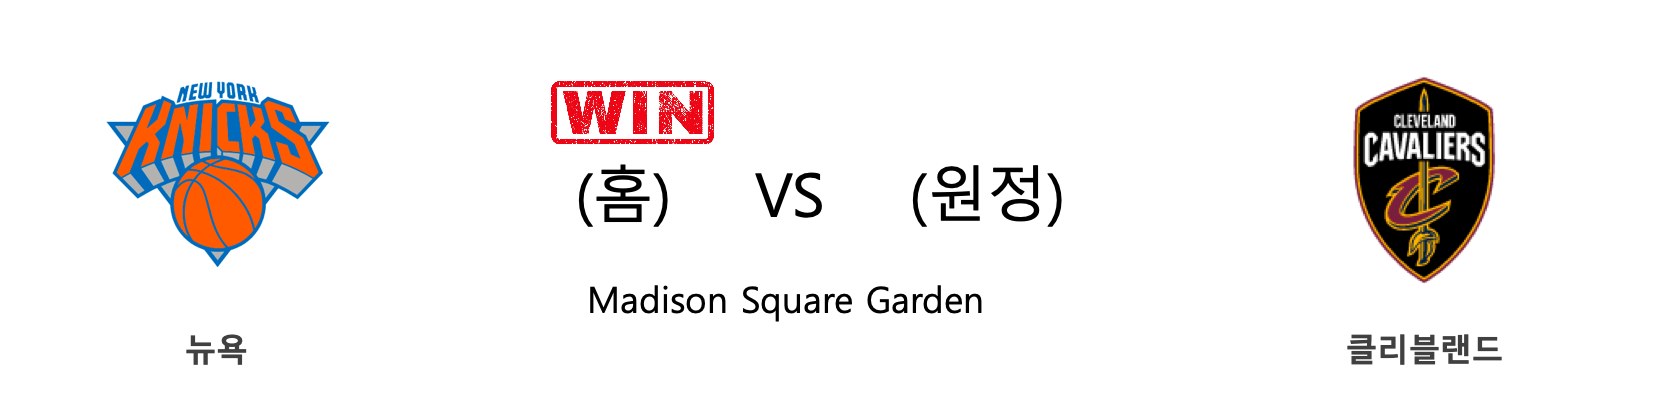 NEW YORK
KNICKS
WIN
(홈) VS (원정)
Madison Square Garden
CLEVELAND
CAVALIERS
C
뉴욕
클리블랜드